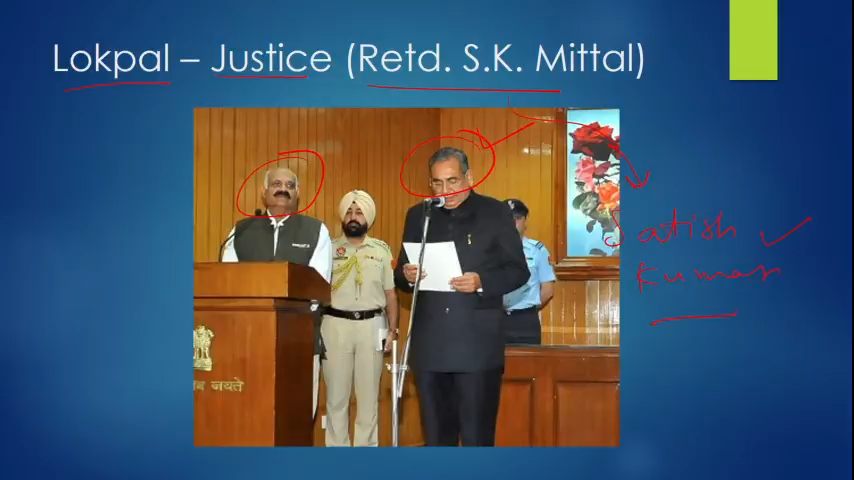 Lokpal – Justice (Retd. S.K. Mittal)
Satish
Kumar
जयते